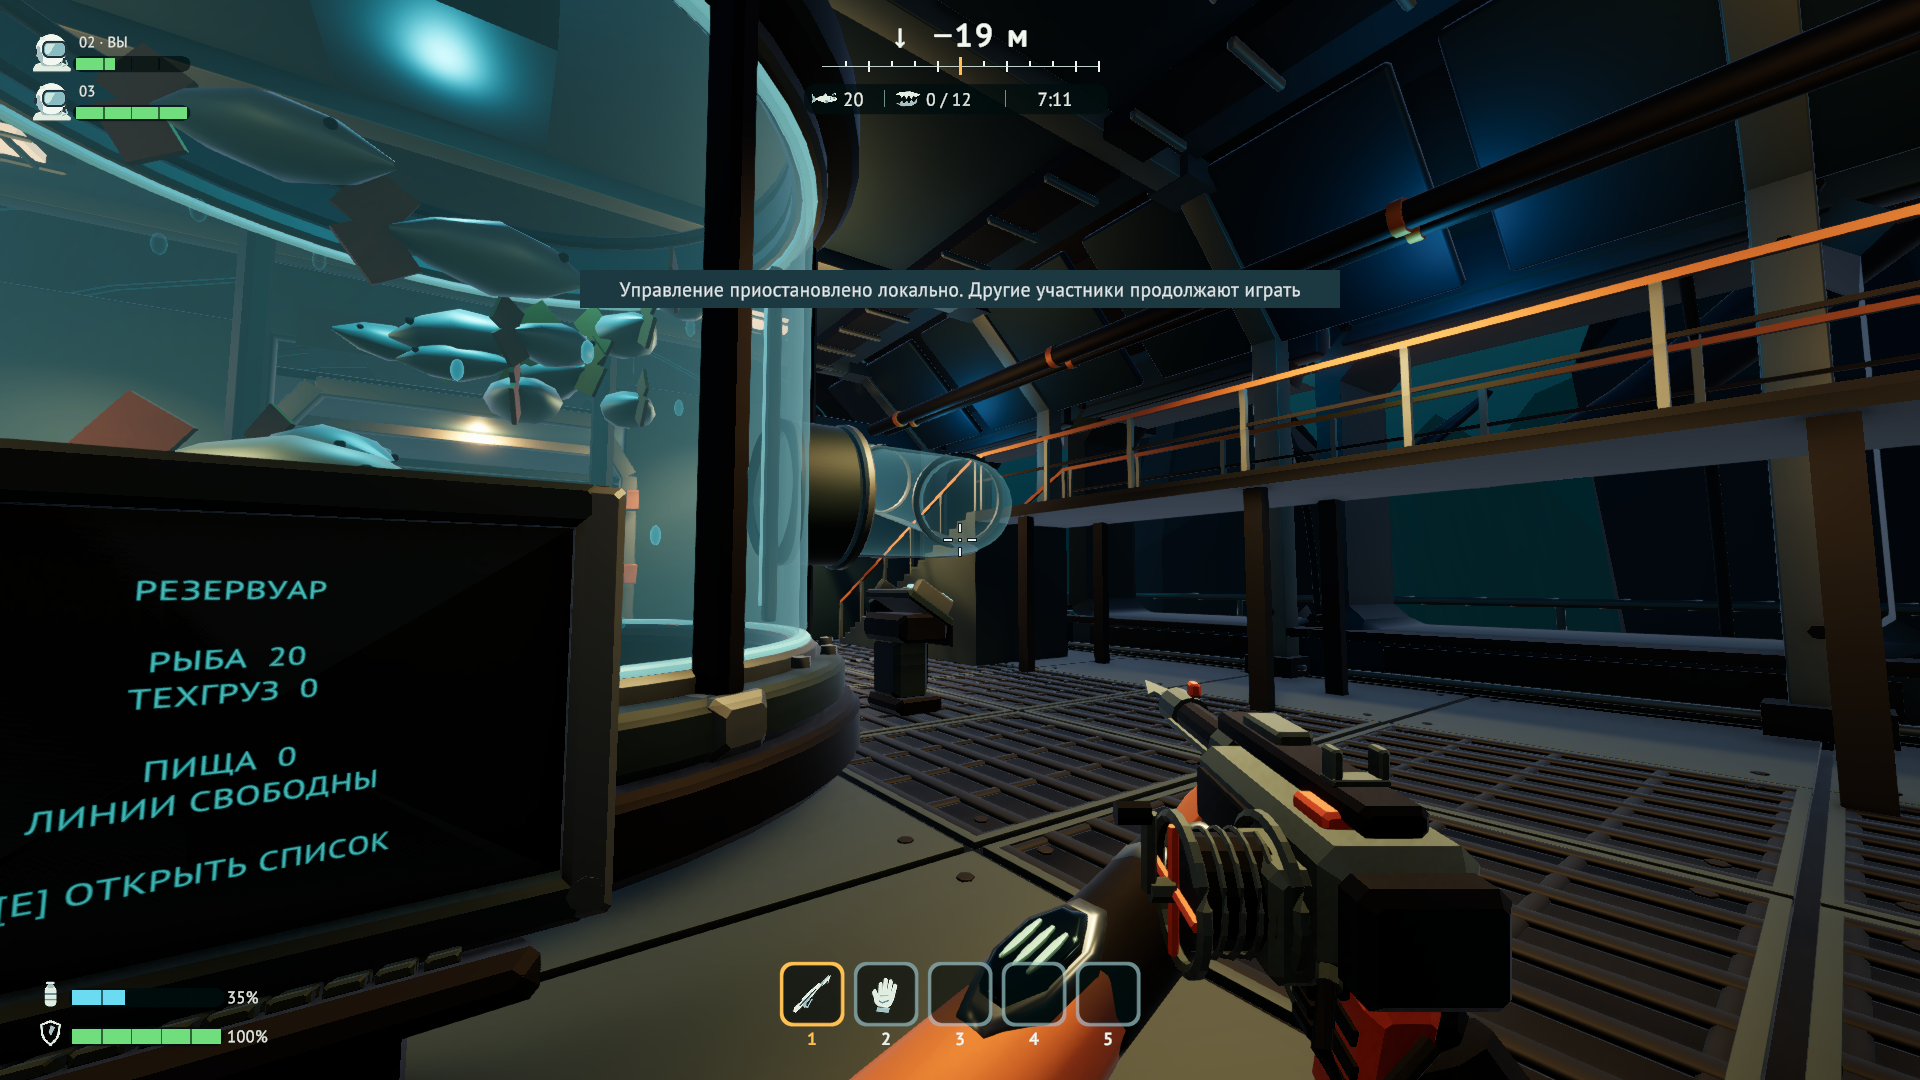 02 · ВЫ
03
↓ −19 м
20
0 / 12
7:11
Управление приостановлено локально. Другие участники продолжают играть
РЕЗЕРВУАР
РЫБА 20
ТЕХГРУЗ 0
ПИЩА 0
ЛИНИИ СВОБОДНЫ
[E] ОТКРЫТЬ СПИСОК
35%
100%
1
2
3
4
5